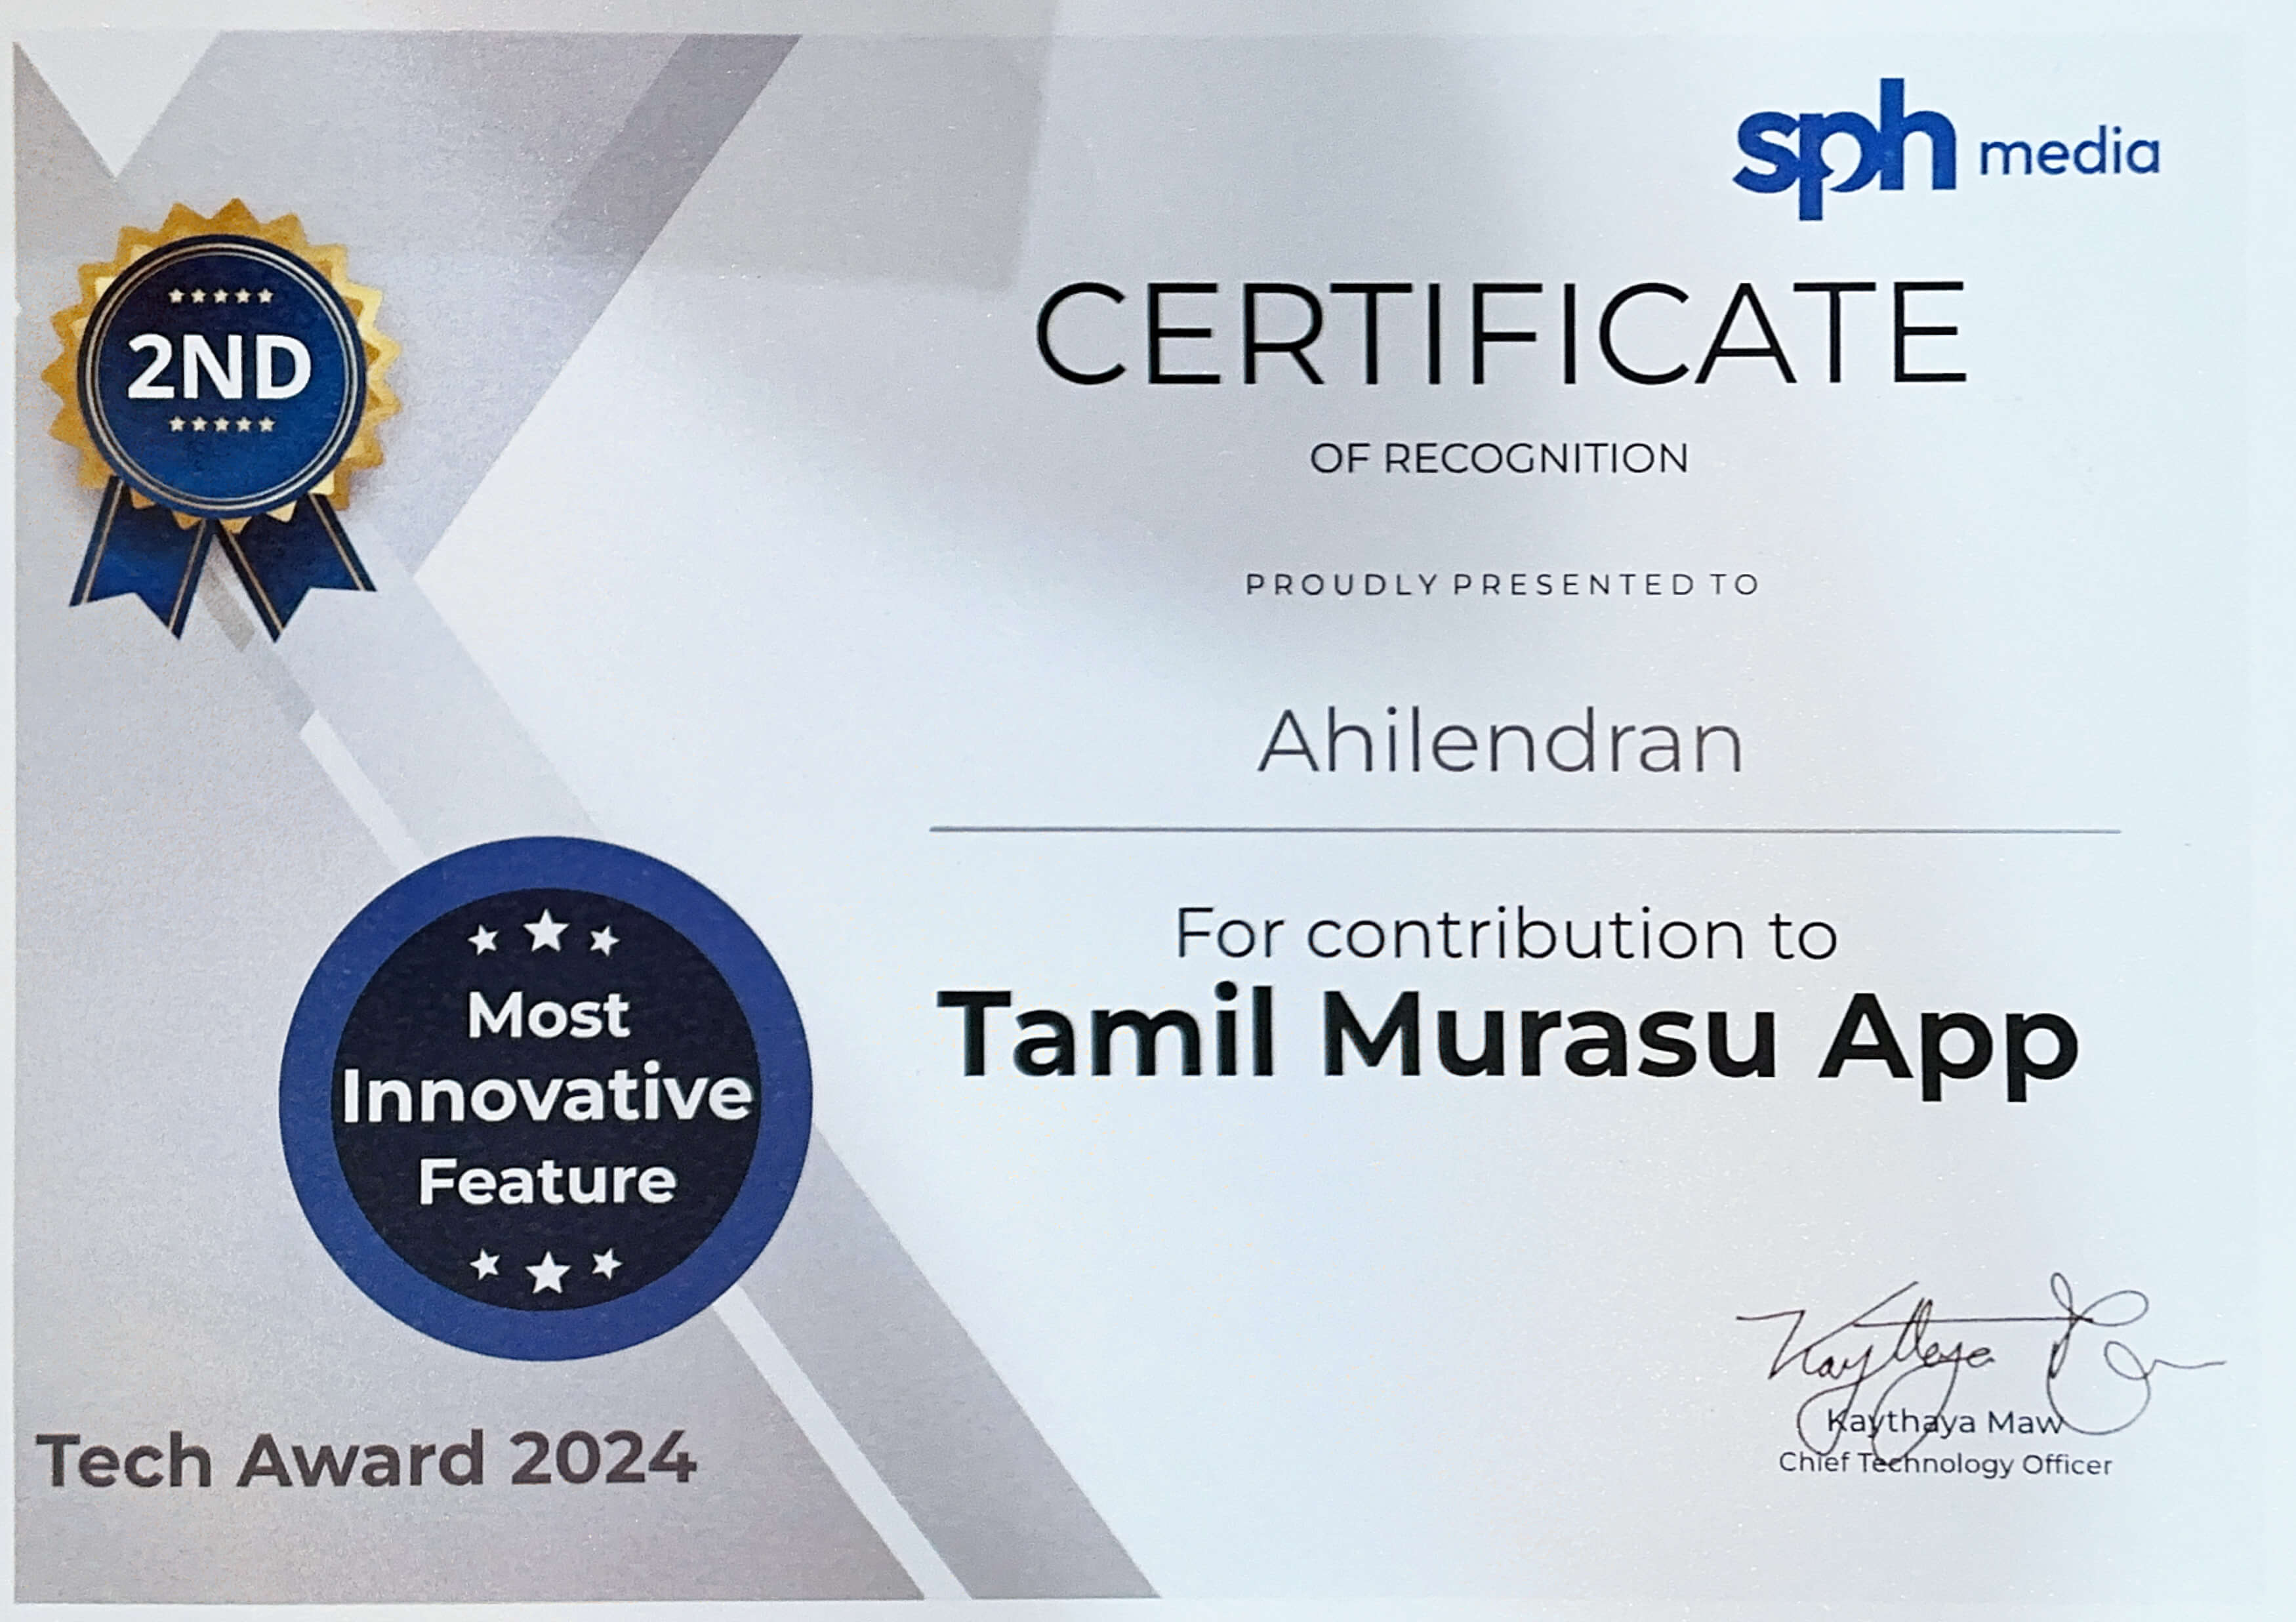 sph media
2ND
CERTIFICATE
OF RECOGNITION
PROUDLY PRESENTED TO
Ahilendran
For contribution to
Tamil Murasu App
Most
Innovative
Feature
Tech Award 2024
Kaythaya Maw
Chief Technology Officer